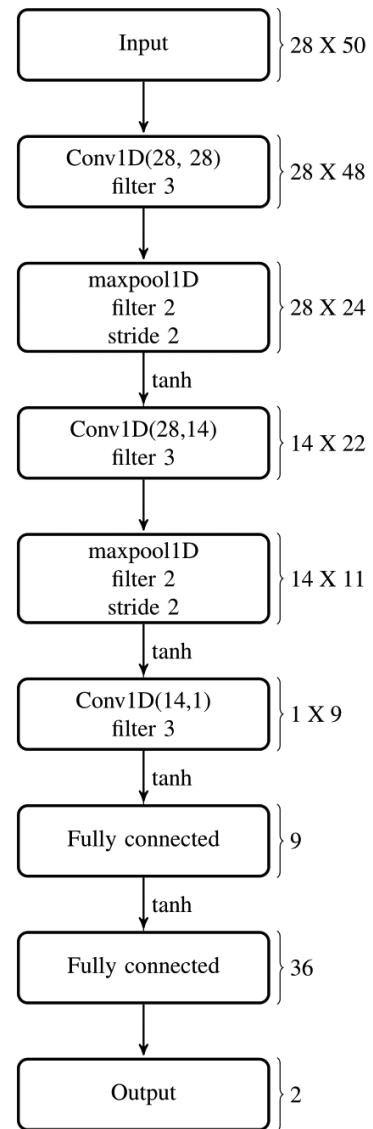 Input
28 X 50
Conv1D(28, 28)
filter 3
28 X 48
maxpool1D
filter 2
stride 2
28 X 24
tanh
Conv1D(28,14)
filter 3
14 X 22
maxpool1D
filter 2
stride 2
14 X 11
tanh
Conv1D(14,1)
filter 3
1 X 9
tanh
Fully connected
9
tanh
Fully connected
36
Output
2